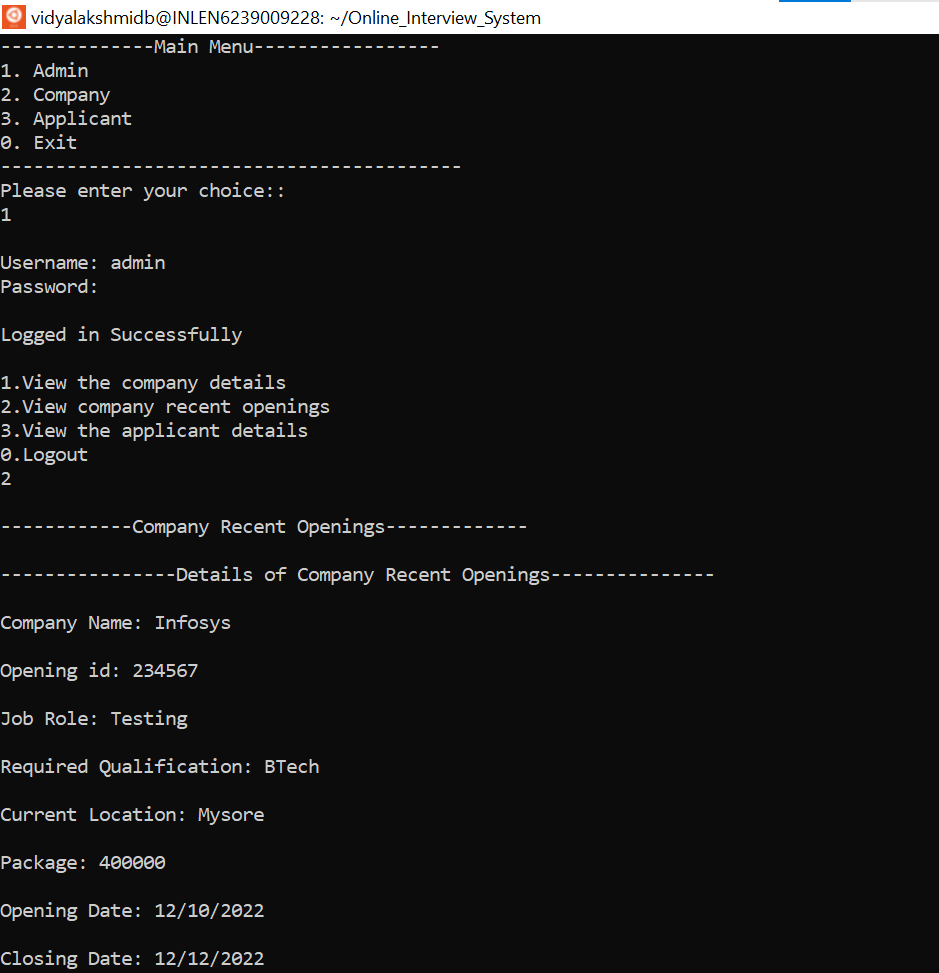 vidyalakshmidb@INLEN6239009228: ~/Online_Interview_System
--------------Main Menu-----------------
1. Admin
2. Company
3. Applicant
0. Exit
------------------------------------------
Please enter your choice::
1
Username: admin
Password:
Logged in Successfully
1.View the company details
2.View company recent openings
3.View the applicant details
0.Logout
2
------------Company Recent Openings-------------
----------------Details of Company Recent Openings---------------
Company Name: Infosys
Opening id: 234567
Job Role: Testing
Required Qualification: BTech
Current Location: Mysore
Package: 400000
Opening Date: 12/10/2022
Closing Date: 12/12/2022